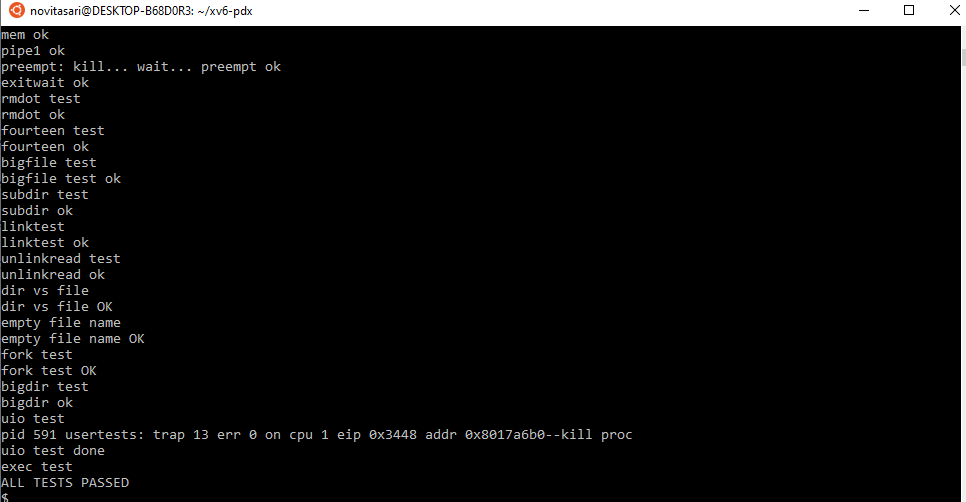 novitasari@DESKTOP-B68D0R3: ~/xv6-pdx
mem ok
pipe1 ok
preempt: kill... wait... preempt ok
exitwait ok
rmdot test
rmdot ok
fourteen test
fourteen ok
bigfile test
bigfile test ok
subdir test
subdir ok
linktest
linktest ok
unlinkread test
unlinkread ok
dir vs file
dir vs file OK
empty file name
empty file name OK
fork test
fork test OK
bigdir test
bigdir ok
uio test
pid 591 usertests: trap 13 err 0 on cpu 1 eip 0x3448 addr 0x8017a6b0--kill proc
uio test done
exec test
ALL TESTS PASSED
$